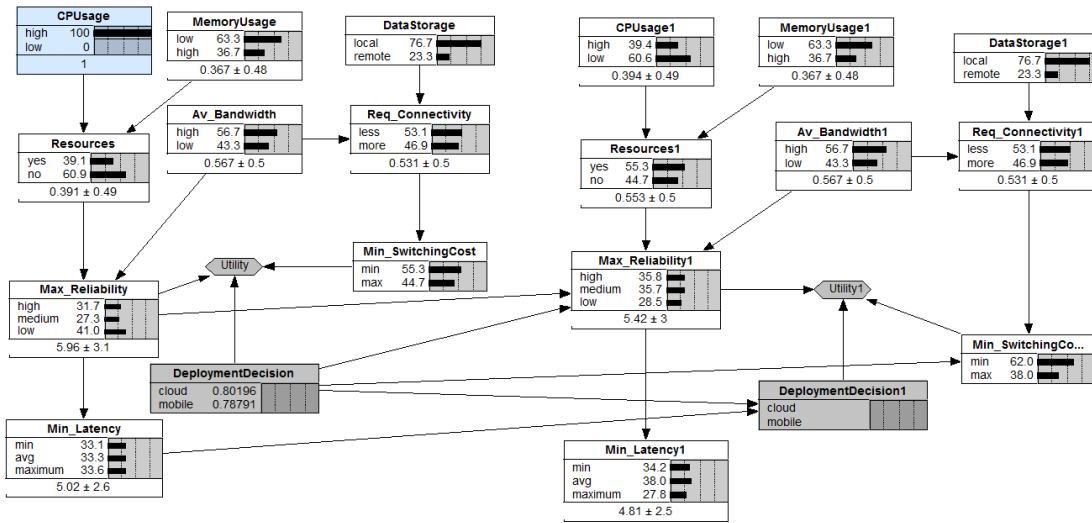 CPUsage
high 100
low 0
1
MemoryUsage
low 63.3
high 36.7
0.367 ± 0.48
DataStorage
local 76.7
remote 23.3
Resources
yes 39.1
no 60.9
0.391 ± 0.49
Av_Bandwidth
high 56.7
low 43.3
0.567 ± 0.5
Req_Connectivity
less 53.1
more 46.9
0.531 ± 0.5
Max_Reliability
high 31.7
medium 27.3
low 41.0
5.96 ± 3.1
Utility
Min_SwitchingCost
min 55.3
max 44.7
DeploymentDecision
cloud 0.80196
mobile 0.78791
Min_Latency
min 33.1
avg 33.3
maximum 33.6
5.02 ± 2.6
CPUsage1
high 39.4
low 60.6
0.394 ± 0.49
MemoryUsage1
low 63.3
high 36.7
0.367 ± 0.48
DataStorage1
local 76.7
remote 23.3
Resources1
yes 55.3
no 44.7
0.553 ± 0.5
Av_Bandwidth1
high 56.7
low 43.3
0.567 ± 0.5
Req_Connectivity1
less 53.1
more 46.9
0.531 ± 0.5
Max_Reliability1
high 35.8
medium 35.7
low 28.5
5.42 ± 3
Utility1
Min_SwitchingCo...
min 62.0
max 38.0
DeploymentDecision1
cloud
mobile
Min_Latency1
min 34.2
avg 38.0
maximum 27.8
4.81 ± 2.5